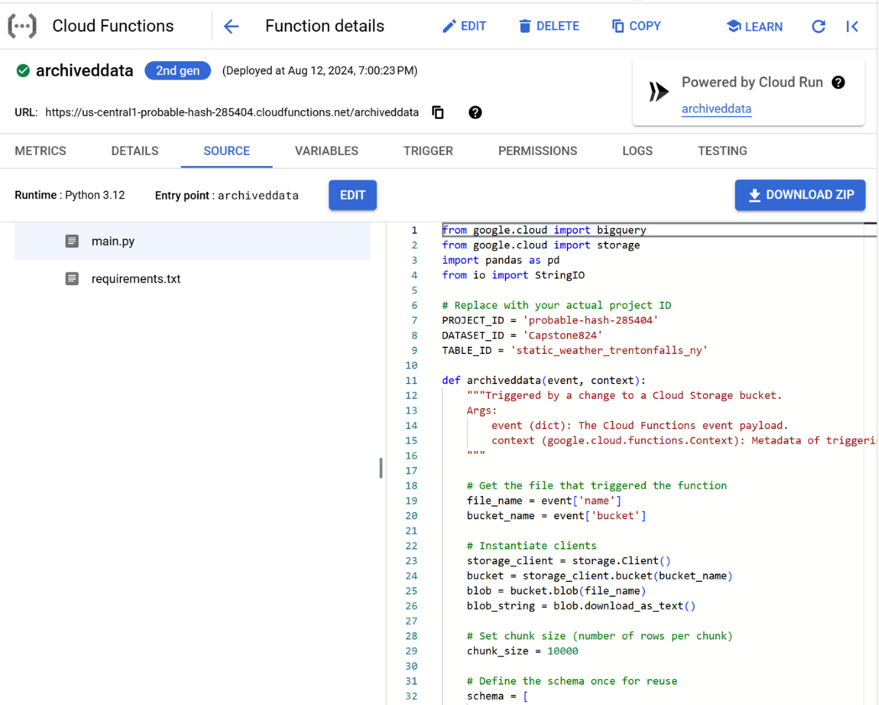 Cloud Functions
Function details
EDIT
DELETE
COPY
LEARN
archiveddata
2nd gen
(Deployed at Aug 12, 2024, 7:00:23 PM)
Powered by Cloud Run
archiveddata
URL: https://us-central1-probable-hash-285404.cloudfunctions.net/archiveddata
METRICS
DETAILS
SOURCE
VARIABLES
TRIGGER
PERMISSIONS
LOGS
TESTING
Runtime : Python 3.12
Entry point : archiveddata
EDIT
DOWNLOAD ZIP
main.py
requirements.txt
1 from google.cloud import bigquery
2 from google.cloud import storage
3 import pandas as pd
4 from io import StringIO
5
6 # Replace with your actual project ID
7 PROJECT_ID = 'probable-hash-285404'
8 DATASET_ID = 'Capstone824'
9 TABLE_ID = 'static_weather_trentonfalls_ny'
10
11 def archiveddata(event, context):
12 """Triggered by a change to a Cloud Storage bucket.
13 Args:
14 event (dict): The Cloud Functions event payload.
15 context (google.cloud.functions.Context): Metadata of triggeri
16 """
17
18 # Get the file that triggered the function
19 file_name = event['name']
20 bucket_name = event['bucket']
21
22 # Instantiate clients
23 storage_client = storage.Client()
24 bucket = storage_client.bucket(bucket_name)
25 blob = bucket.blob(file_name)
26 blob_string = blob.download_as_text()
27
28 # Set chunk size (number of rows per chunk)
29 chunk_size = 10000
30
31 # Define the schema once for reuse
32 schema = [